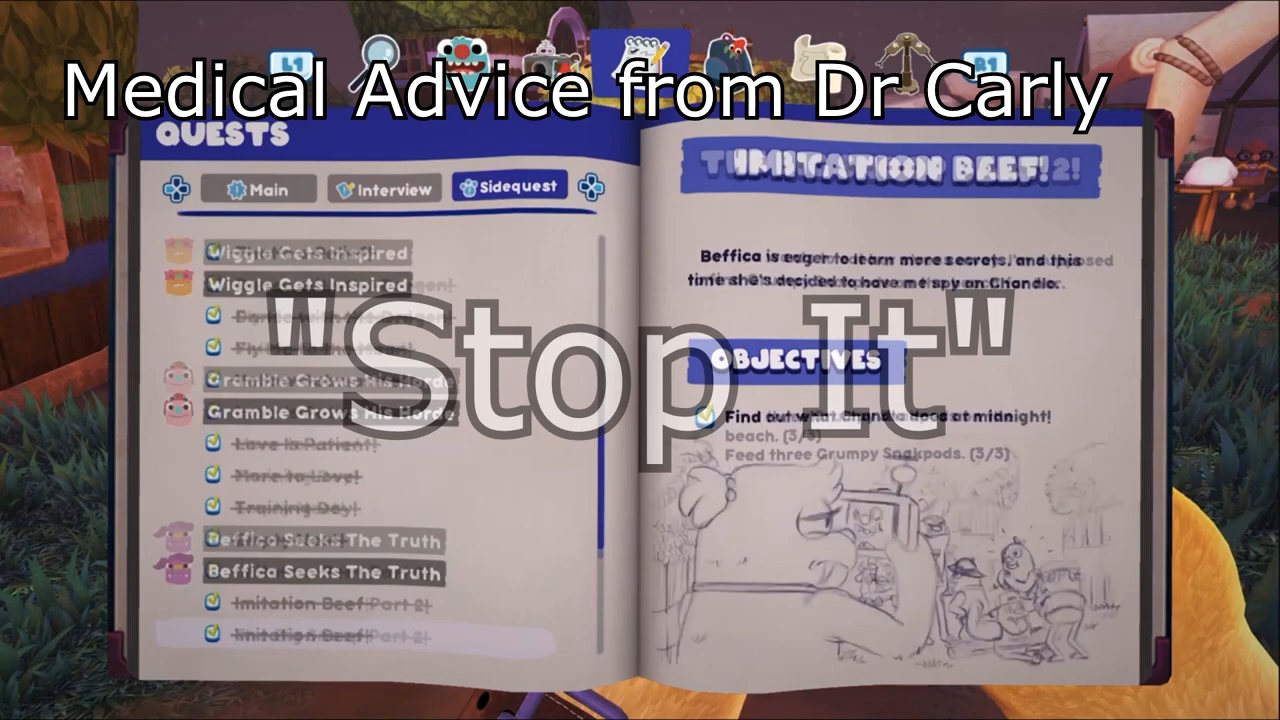 L1
R1
Medical Advice from Dr Carly
QUESTS
IMITATION BEEF!
Main
Interview
Sidequest
Wiggle Gets Inspired
Wiggle Gets Inspired
Gramble Grows His Horde
Gramble Grows His Horde
Love Is Patient!
More to Love!
Training Day!
Beffica Seeks The Truth
Beffica Seeks The Truth
Imitation Beef! Part 2!
Imitation Beef!
Beffica is eager to learn more secrets, and this
time she's decided to have me spy on Chandlo.
"Stop It"
OBJECTIVES
Find out what Chandlo does at midnight!
beach. (3/3)
Feed three Grumpy Snakpods. (3/3)